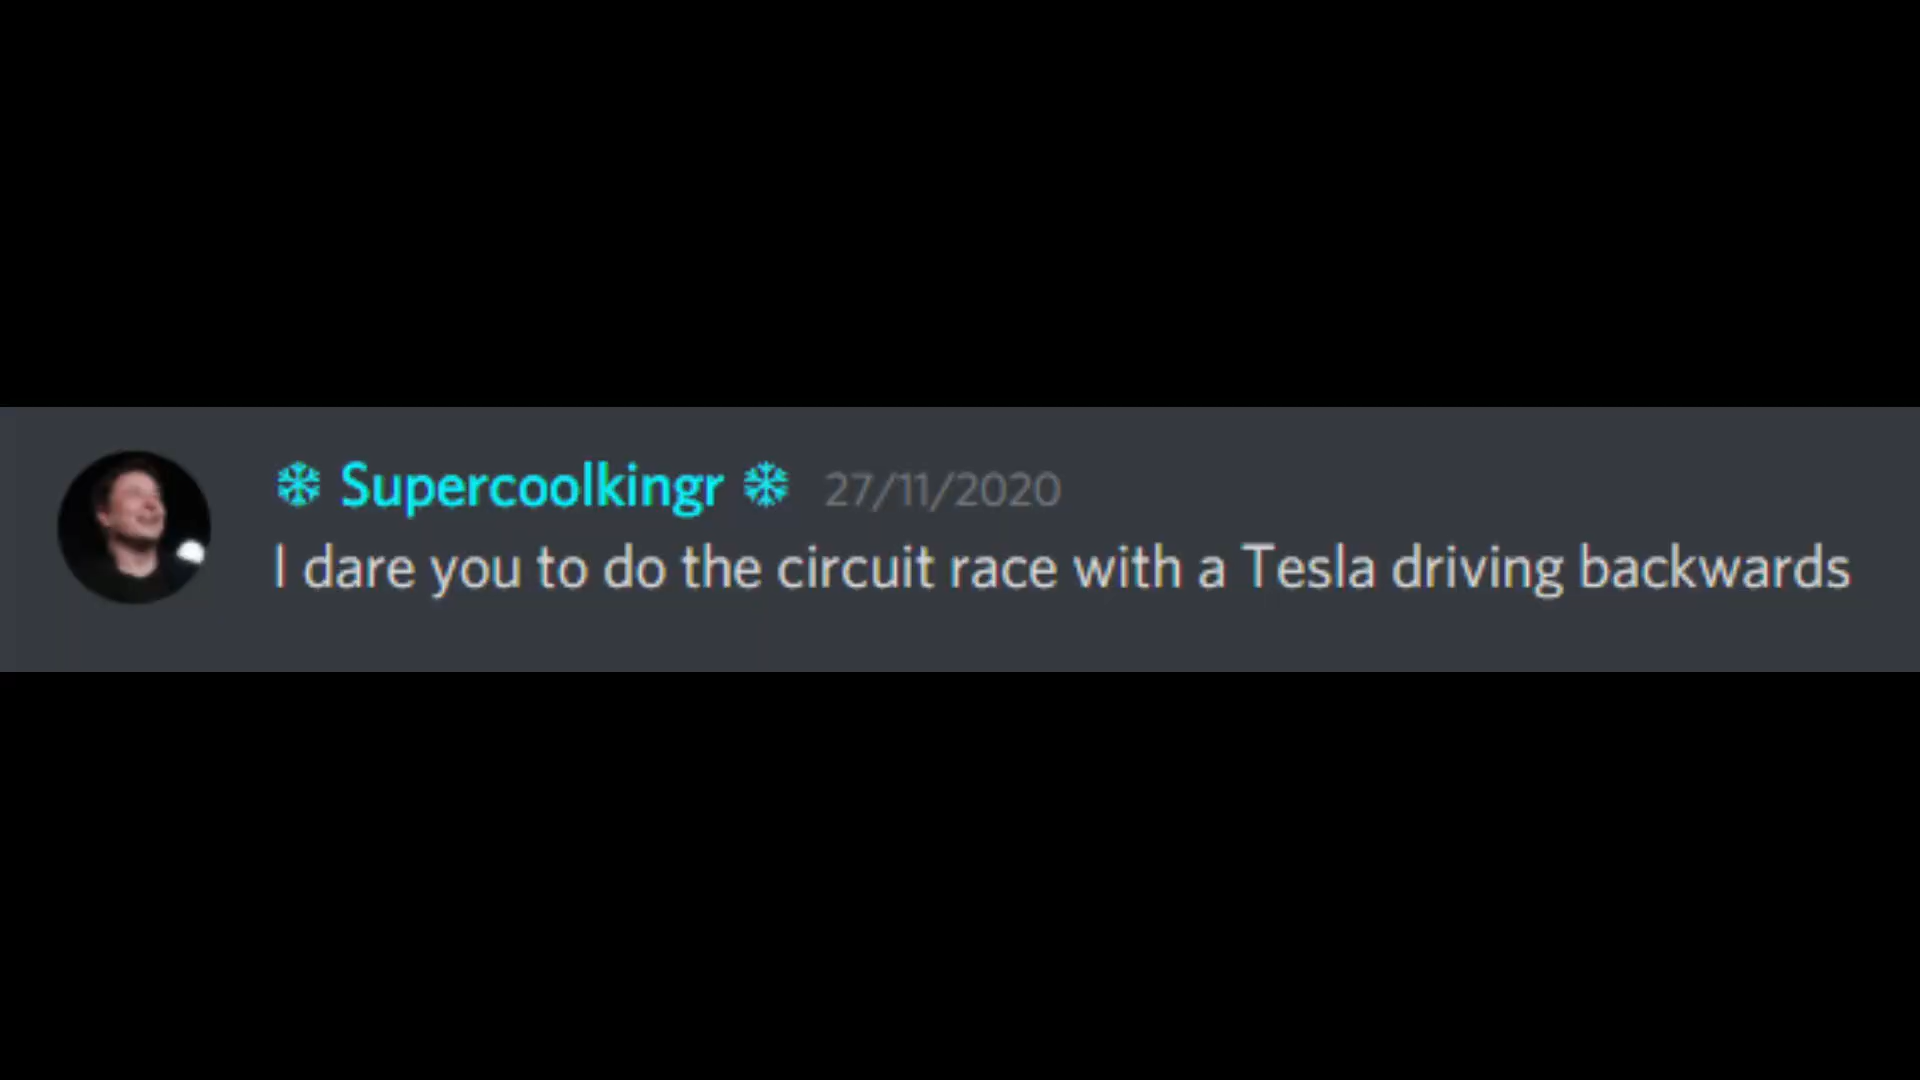 ❄ Supercoolkingr ❄ 27/11/2020
I dare you to do the circuit race with a Tesla driving backwards